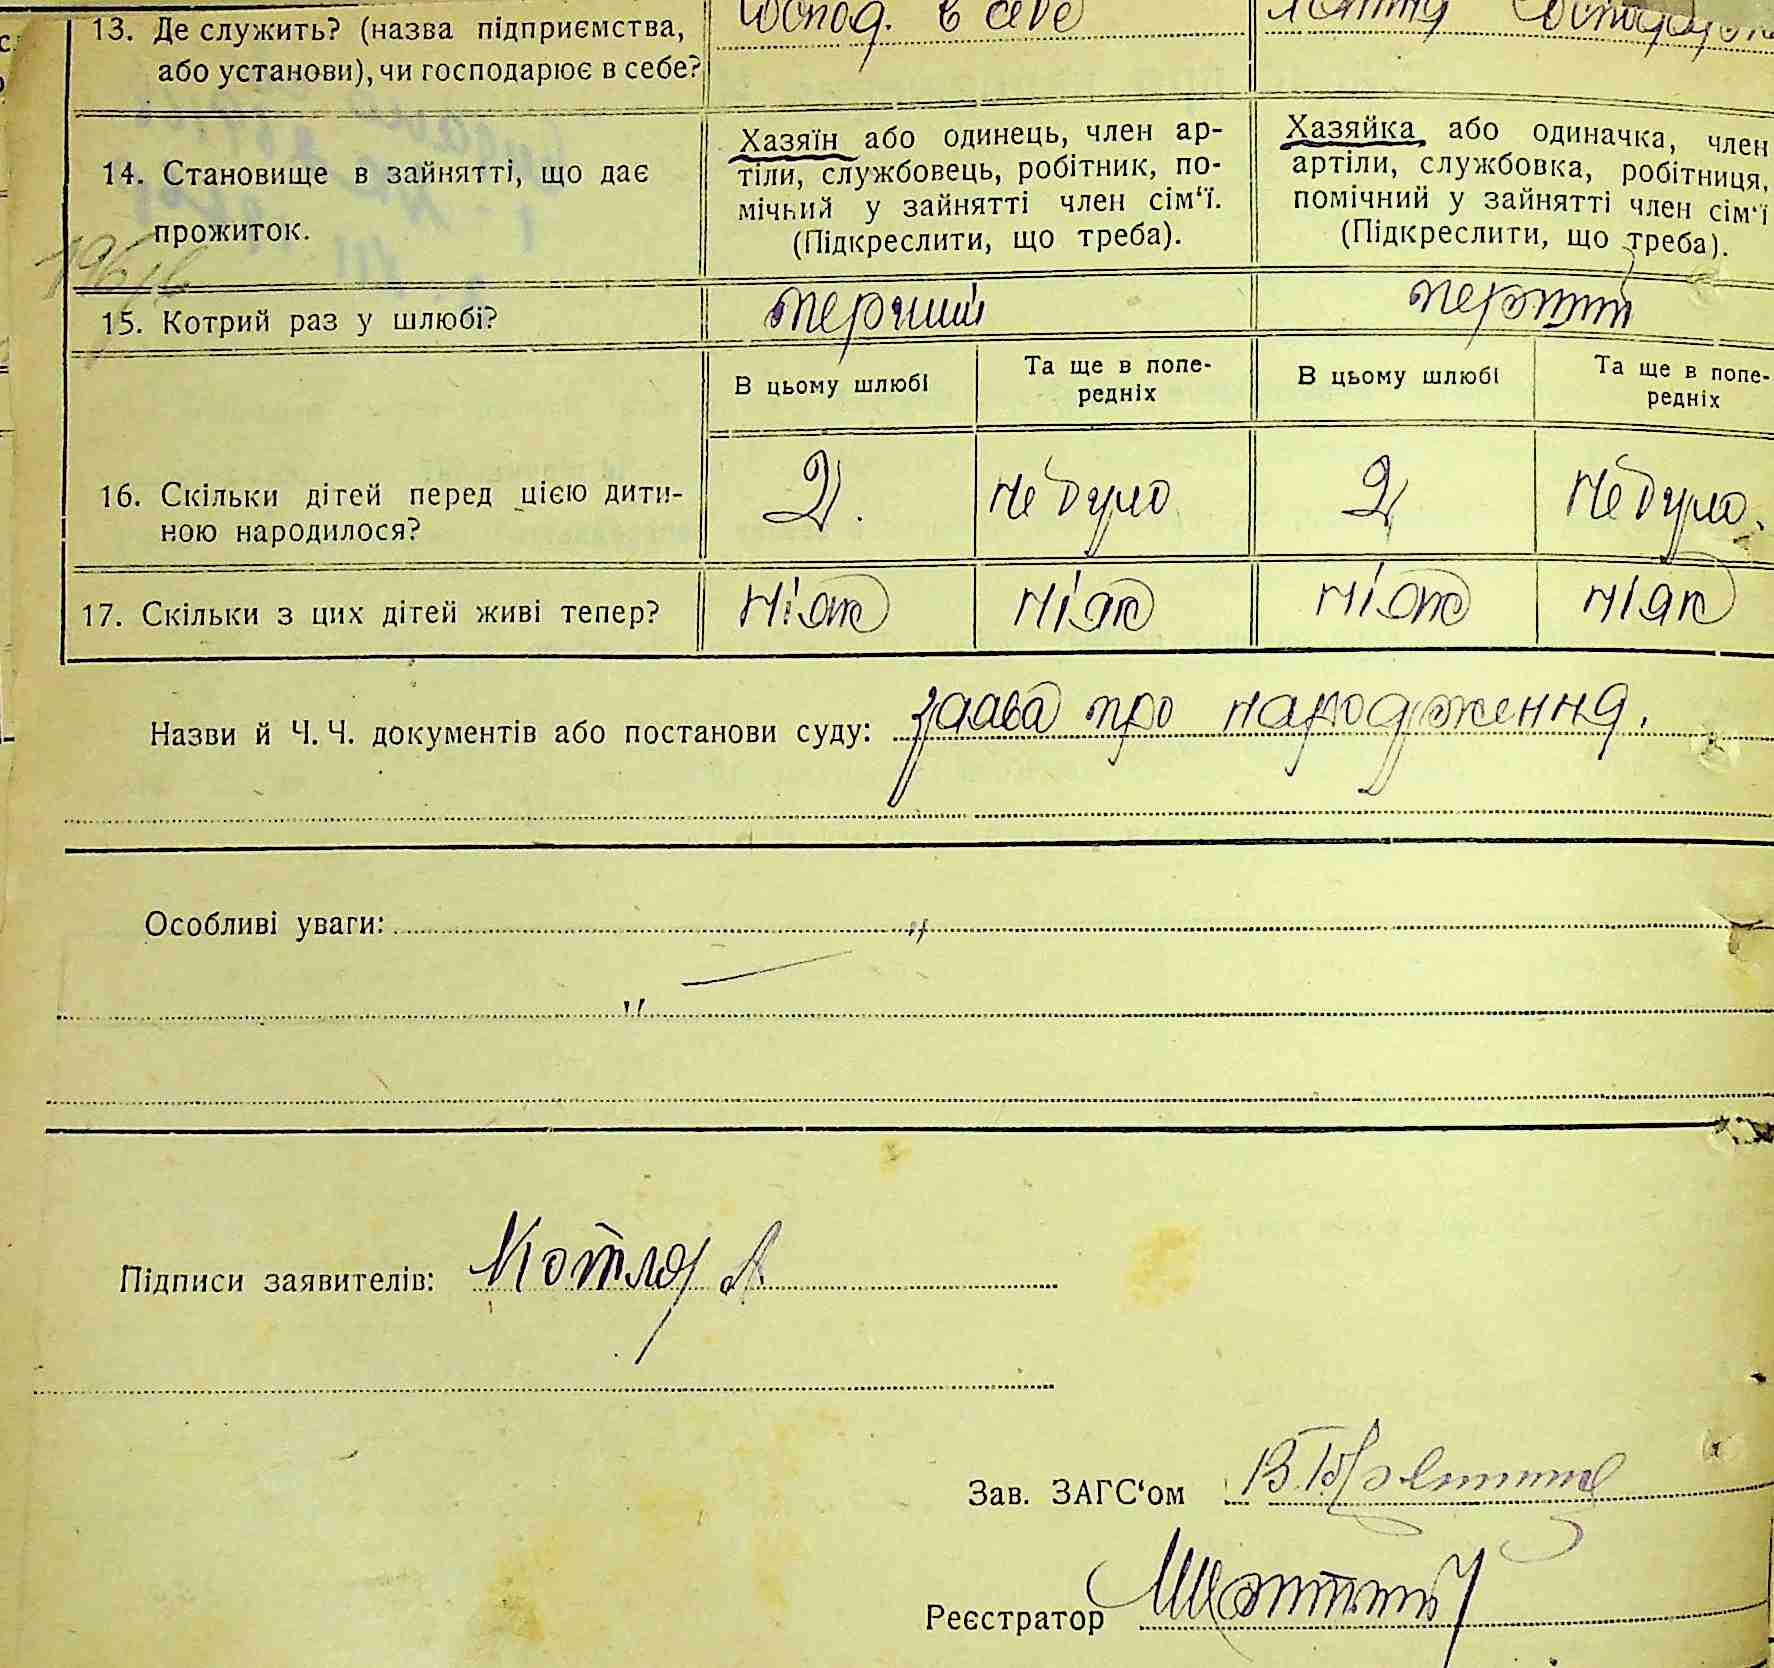 13. Де служить? (назва підприємства, або установи), чи господарює в себе?
Господ. в себе
14. Становище в зайнятті, що дає прожиток.
Хазяїн або одинець, член ар-
тіли, службовець, робітник, по-
мічний у зайнятті член сім‘ї.
(Підкреслити, що треба).
Хазяйка або одиначка, член
артіли, службовка, робітниця,
помічний у зайнятті член сім‘ї
(Підкреслити, що треба).
15. Котрий раз у шлюбі?
перший
перший
В цьому шлюбі
Та ще в попе-
редніх
В цьому шлюбі
Та ще в попе-
редніх
16. Скільки дітей перед цією дити-
ною народилося?
2.
не було
2
не було.
17. Скільки з цих дітей живі тепер?
ніяк
ніяк
ніяк
ніяк
Назви й Ч. Ч. документів або постанови суду: заява про народження.
Особливі уваги: "
"
Підписи заявителів: Котляр А
Зав. ЗАГС‘ом
Реєстратор